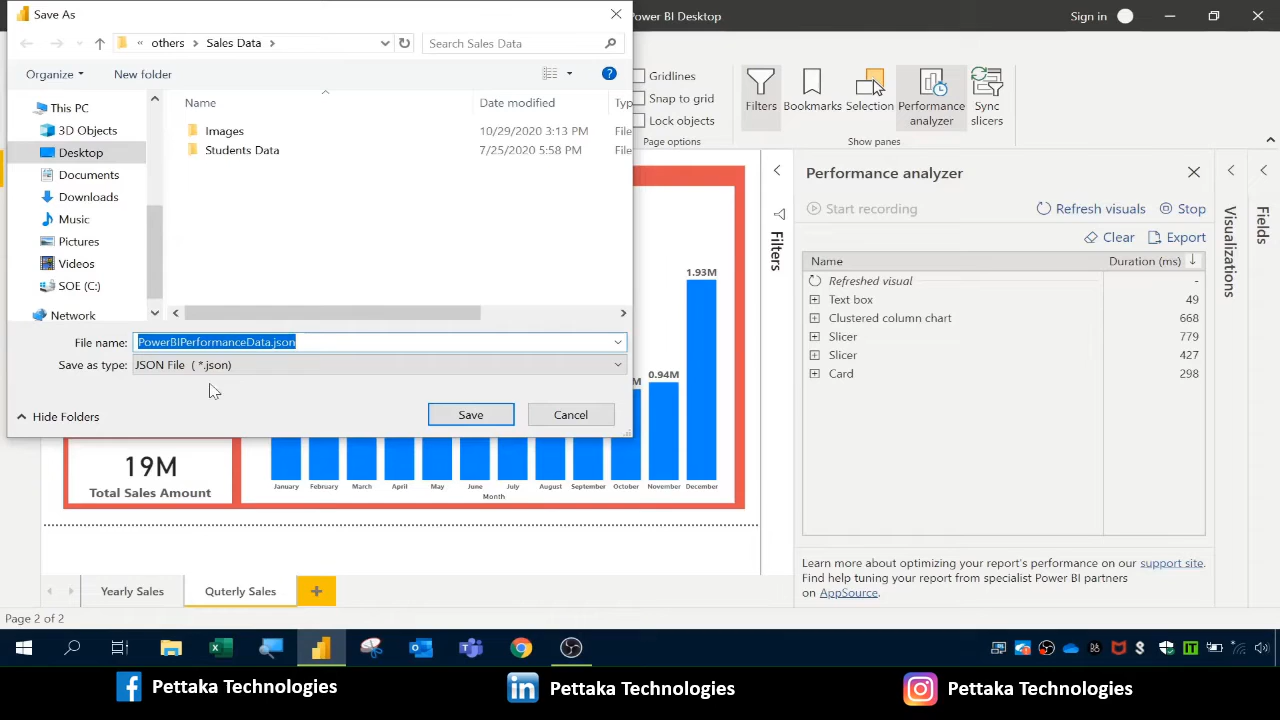 Save As
Power BI Desktop
Sign in
« others > Sales Data >
Search Sales Data
Organize
New folder
Gridlines
Snap to grid
Lock objects
Page options
Filters
Bookmarks
Selection
Performance analyzer
Sync slicers
Show panes
This PC
3D Objects
Desktop
Documents
Downloads
Music
Pictures
Videos
SOE (C:)
Network
Name
Date modified
Images
10/29/2020 3:13 PM
File
Students Data
7/25/2020 5:58 PM
File
File name:
PowerBIPerformanceData.json
Save as type:
JSON File ( *.json)
Hide Folders
Save
Cancel
Performance analyzer
Start recording
Refresh visuals
Stop
Clear
Export
Name
Duration (ms)
Refreshed visual
-
Text box
49
Clustered column chart
668
Slicer
779
Slicer
427
Card
298
Learn more about optimizing your report's performance on our support site.
Find help tuning your report from specialist Power BI partners
on AppSource.
Filters
Visualizations
Fields
1.93M
0.94M
19M
Total Sales Amount
January
February
March
April
May
June
July
August
September
October
November
December
Month
Yearly Sales
Quterly Sales
Page 2 of 2
Pettaka Technologies
Pettaka Technologies
Pettaka Technologies